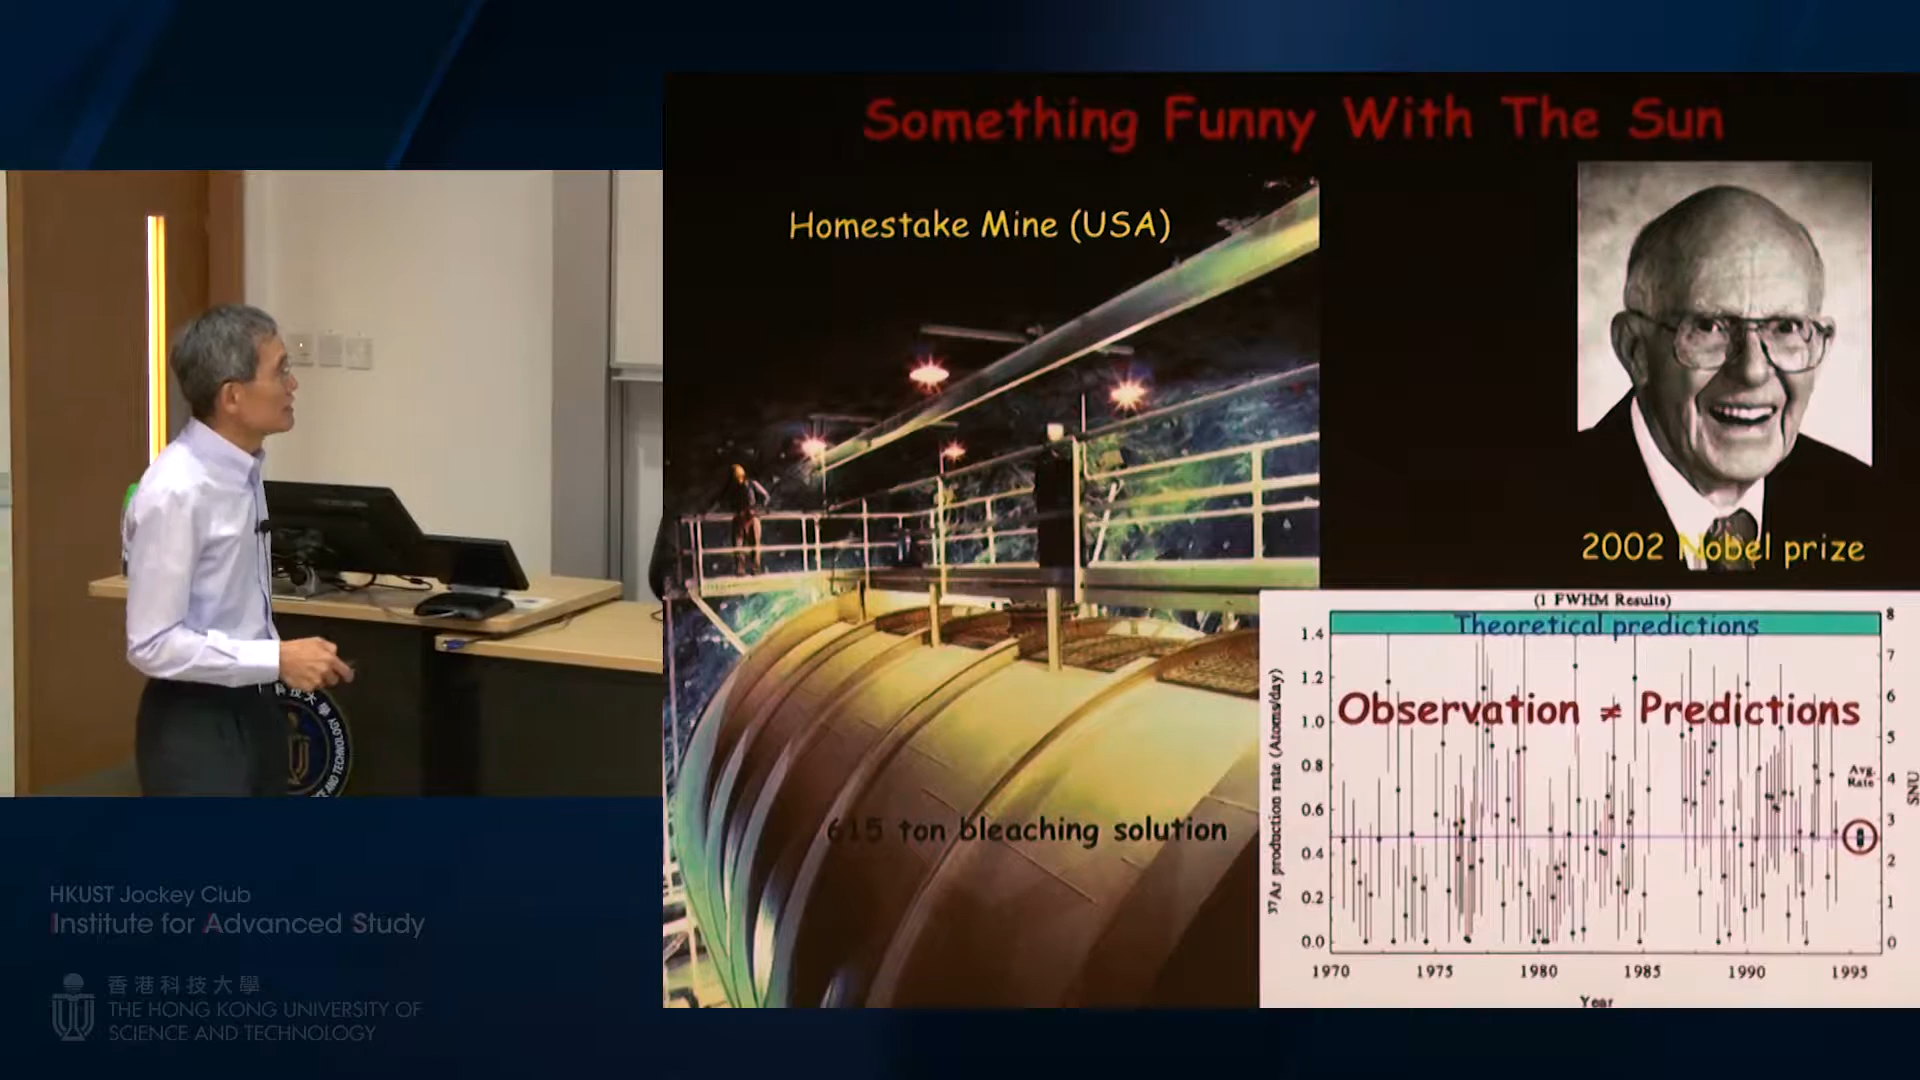 Something Funny With The Sun
Homestake Mine (USA)
2002 Nobel prize
615 ton bleaching solution
(1 FWHM Results)
Theoretical predictions
Observation ≠ Predictions
37Ar production rate (Atoms/day)
1.4
1.2
1.0
0.8
0.6
0.4
0.2
0.0
8
7
6
5
4
3
2
1
0
SNU
Avg.
Rate
1970 1975 1980 1985 1990 1995
Year
HKUST Jockey Club
Institute for Advanced Study
香港科技大學
THE HONG KONG UNIVERSITY OF
SCIENCE AND TECHNOLOGY